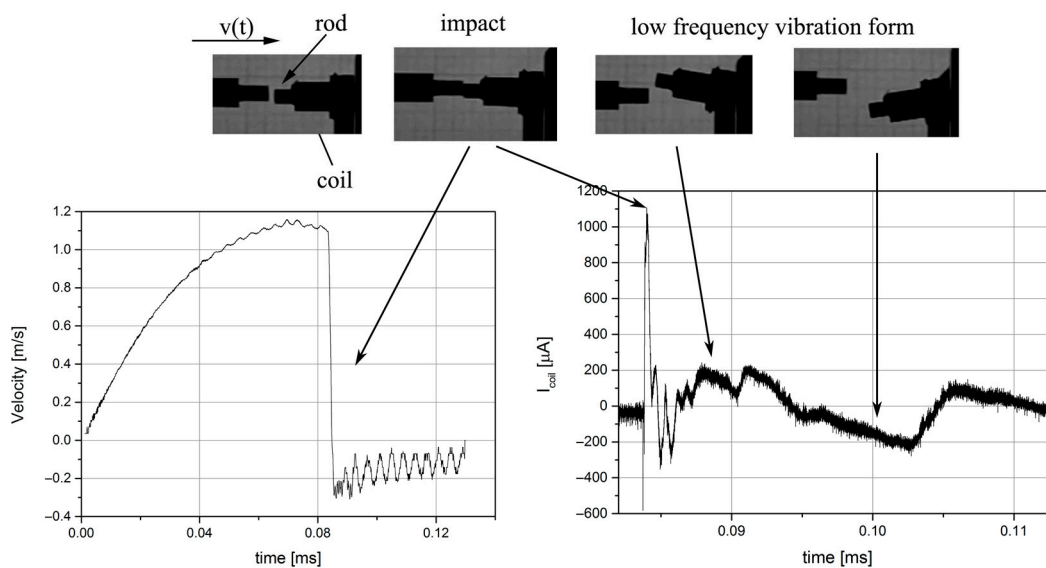 v(t)
rod
impact
low frequency vibration form
coil
1.2
1.0
0.8
0.6
0.4
0.2
0.0
–0.2
–0.4
Velocity [m/s]
0.00
0.04
0.08
0.12
time [ms]
1200
1000
800
600
400
200
0
–200
–400
–600
I_coil [µA]
0.09
0.10
0.11
time [ms]